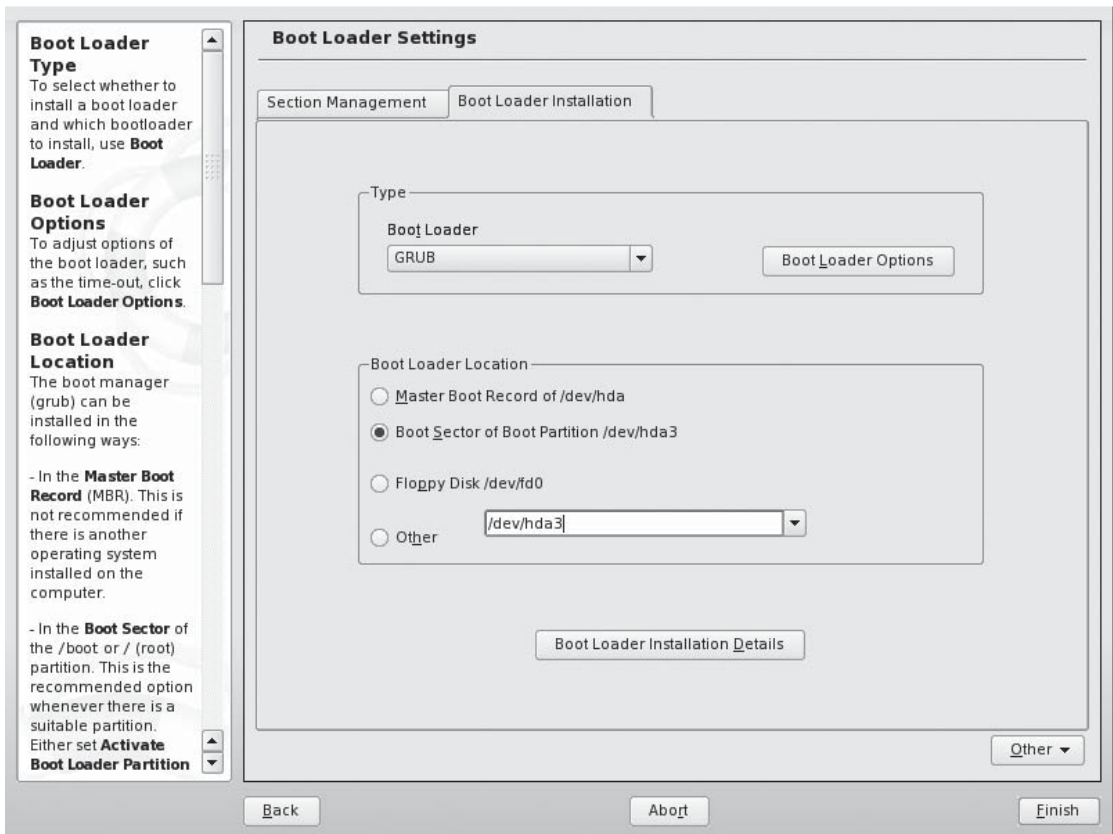 Boot Loader
Type
To select whether to
install a boot loader
and which bootloader
to install, use Boot
Loader.
Boot Loader
Options
To adjust options of
the boot loader, such
as the time-out, click
Boot Loader Options.
Boot Loader
Location
The boot manager
(grub) can be
installed in the
following ways:
- In the Master Boot
Record (MBR). This is
not recommended if
there is another
operating system
installed on the
computer.
- In the Boot Sector of
the /boot or / (root)
partition. This is the
recommended option
whenever there is a
suitable partition.
Either set Activate
Boot Loader Partition
Boot Loader Settings
Section Management
Boot Loader Installation
Type
Boot Loader
GRUB
Boot Loader Options
Boot Loader Location
Master Boot Record of /dev/hda
Boot Sector of Boot Partition /dev/hda3
Floppy Disk /dev/fd0
Other
/dev/hda3
Boot Loader Installation Details
Other
Back
Abort
Finish